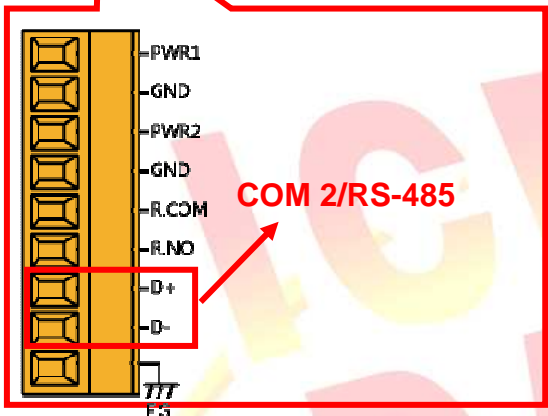 PWR1
GND
PWR2
GND
R.COM
COM 2/RS-485
R.NO
D+
D-
F.G